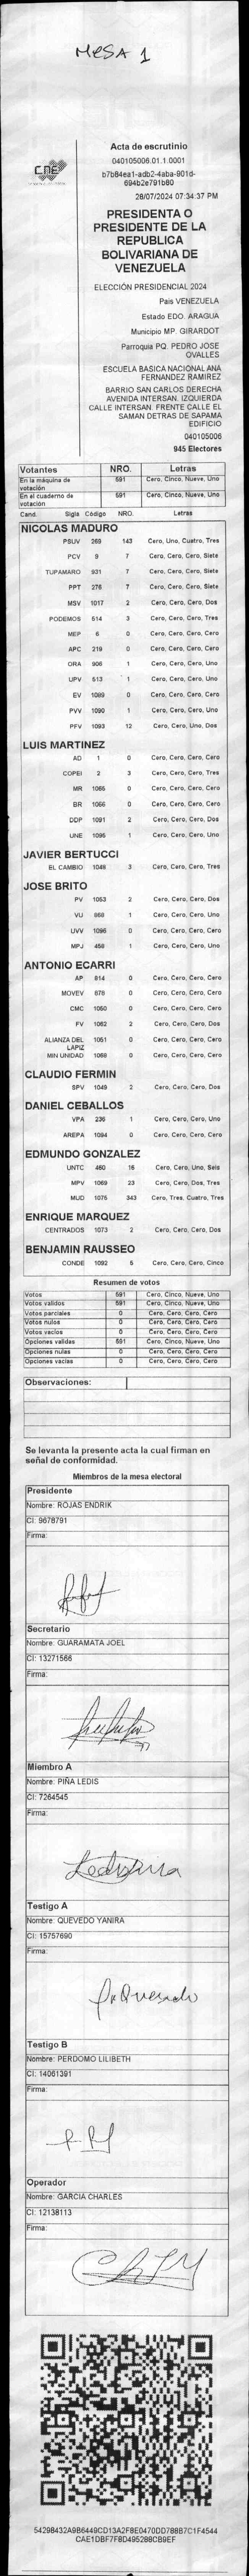 MESA 1
Acta de escrutinio
040105006.01.1.0001
b7b84ea1-adb2-4aba-901d-
694b2e791b80
CNE
28/07/2024 07:34:37 PM
PRESIDENTA O
PRESIDENTE DE LA
REPUBLICA
BOLIVARIANA DE
VENEZUELA
ELECCIÓN PRESIDENCIAL 2024
Pais VENEZUELA
Estado EDO. ARAGUA
Municipio MP. GIRARDOT
Parroquia PQ. PEDRO JOSE
OVALLES
ESCUELA BASICA NACIONAL ANA
FERNANDEZ RAMIREZ
BARRIO SAN CARLOS DERECHA
AVENIDA INTERSAN. IZQUIERDA
CALLE INTERSAN. FRENTE CALLE EL
SAMAN DETRAS DE SAPAMA
EDIFICIO
040105006
945 Electores
Votantes NRO. Letras
En la máquina de votación 591 Cero, Cinco, Nueve, Uno
En el cuaderno de votación 591 Cero, Cinco, Nueve, Uno
Cand. Sigls Código NRO. Letras
NICOLAS MADURO
PSUV 269 143 Cero, Uno, Cuatro, Tres
PCV 9 7 Cero, Cero, Cero, Siete
TUPAMARO 931 7 Cero, Cero, Cero, Siete
PPT 276 7 Cero, Cero, Cero, Siete
MSV 1017 2 Cero, Cero, Cero, Dos
PODEMOS 514 3 Cero, Cero, Cero, Tres
MEP 6 0 Cero, Cero, Cero, Cero
APC 219 0 Cero, Cero, Cero, Cero
ORA 906 1 Cero, Cero, Cero, Uno
UPV 513 1 Cero, Cero, Cero, Uno
EV 1089 0 Cero, Cero, Cero, Cero
PVV 1090 1 Cero, Cero, Cero, Uno
PFV 1093 12 Cero, Cero, Uno, Dos
LUIS MARTINEZ
AD 1 0 Cero, Cero, Cero, Cero
COPEI 2 3 Cero, Cero, Cero, Tres
MR 1065 0 Cero, Cero, Cero, Cero
BR 1066 0 Cero, Cero, Cero, Cero
DDP 1091 2 Cero, Cero, Cero, Dos
UNE 1095 1 Cero, Cero, Cero, Uno
JAVIER BERTUCCI
EL CAMBIO 1048 3 Cero, Cero, Cero, Tres
JOSE BRITO
PV 1053 2 Cero, Cero, Cero, Dos
VU 668 1 Cero, Cero, Cero, Uno
UVV 1096 0 Cero, Cero, Cero, Cero
MPJ 458 1 Cero, Cero, Cero, Uno
ANTONIO ECARRI
AP 814 0 Cero, Cero, Cero, Cero
MOVEV 678 0 Cero, Cero, Cero, Cero
CMC 1050 0 Cero, Cero, Cero, Cero
FV 1062 2 Cero, Cero, Cero, Dos
ALIANZA DEL LAPIZ 1051 0 Cero, Cero, Cero, Cero
MIN UNIDAD 1068 0 Cero, Cero, Cero, Cero
CLAUDIO FERMIN
SPV 1049 2 Cero, Cero, Cero, Dos
DANIEL CEBALLOS
VPA 236 1 Cero, Cero, Cero, Uno
AREPA 1094 0 Cero, Cero, Cero, Cero
EDMUNDO GONZALEZ
UNTC 460 16 Cero, Cero, Uno, Seis
MPV 1069 23 Cero, Cero, Dos, Tres
MUD 1075 343 Cero, Tres, Cuatro, Tres
ENRIQUE MARQUEZ
CENTRADOS 1073 2 Cero, Cero, Cero, Dos
BENJAMIN RAUSSEO
CONDE 1092 5 Cero, Cero, Cero, Cinco
Resumen de votos
Votos 591 Cero, Cinco, Nueve, Uno
Votos validos 591 Cero, Cinco, Nueve, Uno
Votos parciales 0 Cero, Cero, Cero, Cero
Votos nulos 0 Cero, Cero, Cero, Cero
Votos vacios 0 Cero, Cero, Cero, Cero
Opciones validas 591 Cero, Cinco, Nueve, Uno
Opciones nulas 0 Cero, Cero, Cero, Cero
Opciones vacias 0 Cero, Cero, Cero, Cero
Observaciones:
Se levanta la presente acta la cual firman en
señal de conformidad.
Miembros de la mesa electoral
Presidente
Nombre: ROJAS ENDRIK
CI: 9678791
Firma:
Secretario
Nombre: GUARAMATA JOEL
CI: 13271566
Firma:
Miembro A
Nombre: PIÑA LEDIS
CI: 7264545
Firma:
Testigo A
Nombre: QUEVEDO YANIRA
CI: 15757690
Firma:
Testigo B
Nombre: PERDOMO LILIBETH
CI: 14061391
Firma:
Operador
Nombre: GARCIA CHARLES
CI: 12138113
Firma:
54298432A9B6449CD13A2F8E0470DD788B7C1F4544
CAE1DBF7F8D495288CB9EF